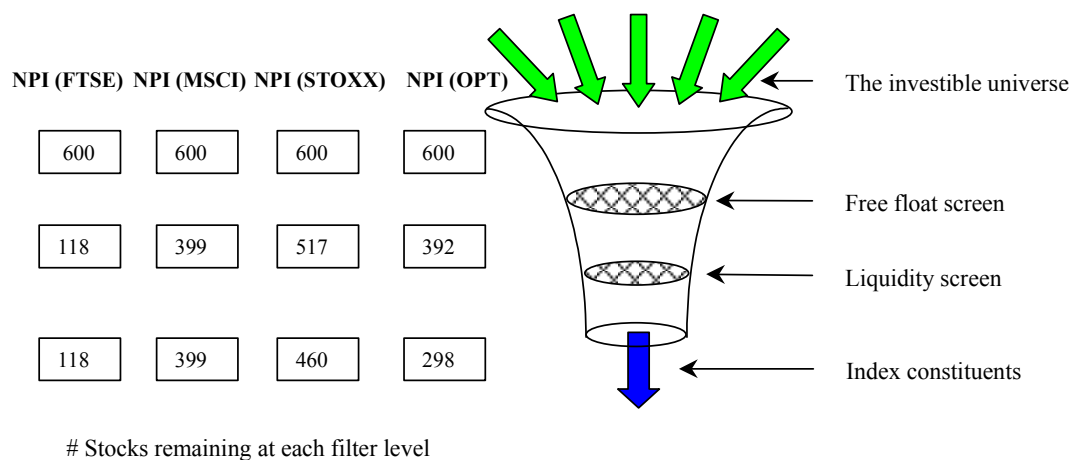 NPI (FTSE) NPI (MSCI) NPI (STOXX) NPI (OPT)
The investible universe
600 600 600 600
Free float screen
118 399 517 392
Liquidity screen
118 399 460 298
Index constituents
# Stocks remaining at each filter level